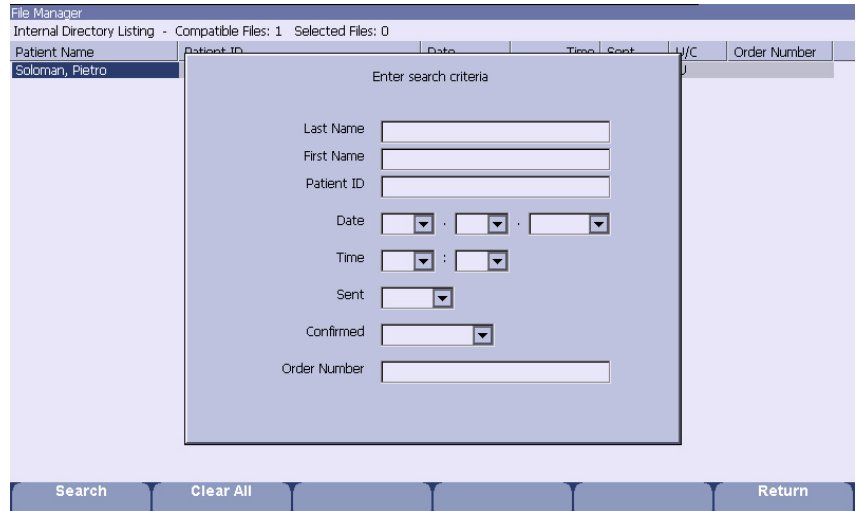 File Manager
Internal Directory Listing - Compatible Files: 1 Selected Files: 0
Patient Name Patient ID Date Time Sent U/C Order Number
Soloman, Pietro U
Enter search criteria
Last Name
First Name
Patient ID
Date . .
Time :
Sent
Confirmed
Order Number
Search Clear All Return